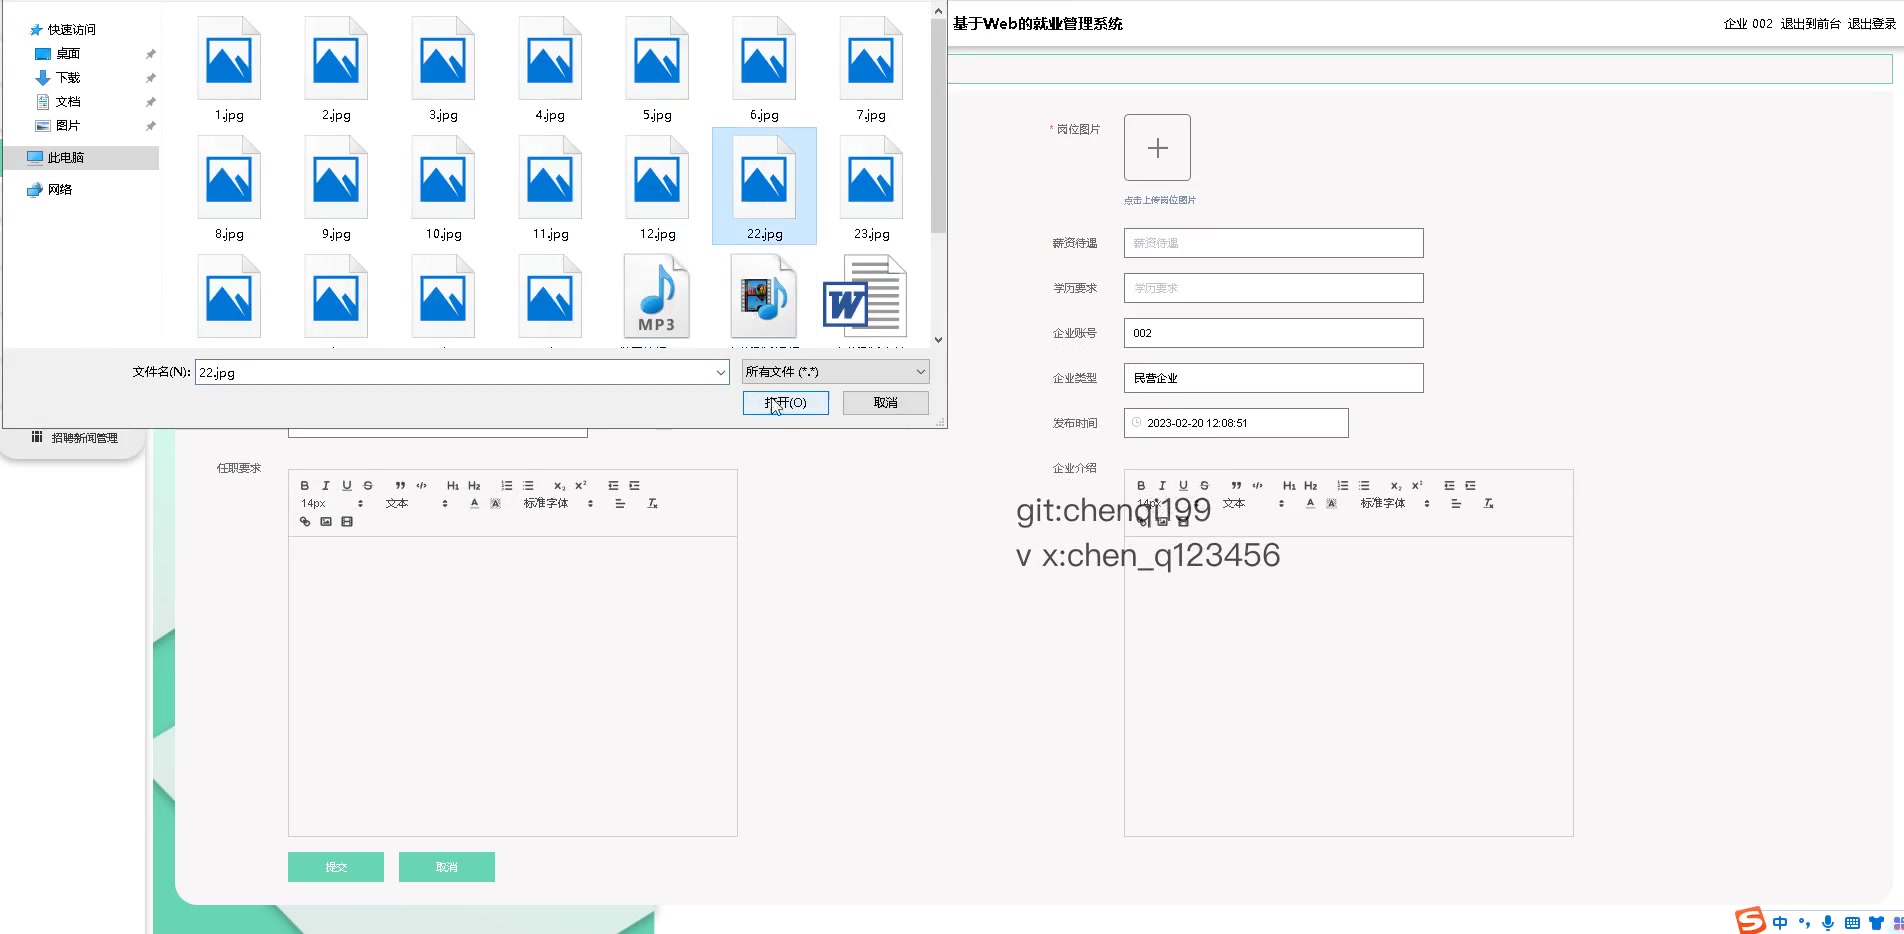 快速访问
桌面
下载
文档
图片
此电脑
网络
1.jpg
2.jpg
3.jpg
4.jpg
5.jpg
6.jpg
7.jpg
8.jpg
9.jpg
10.jpg
11.jpg
12.jpg
22.jpg
23.jpg
MP3
W
文件名(N):
22.jpg
所有文件 (*.*)
打开(O)
取消
基于Web的就业管理系统
企业 002
退出到前台
退出登录
* 岗位图片
点击上传岗位图片
薪资待遇
薪资待遇
学历要求
学历要求
企业账号
002
企业类型
民营企业
发布时间
2023-02-20 12:08:51
招聘新闻管理
任职要求
B I U S ” </> H1 H2 x₂ x²
14px 文本 A A 标准字体 Tx
企业介绍
B I U S ” </> H1 H2 x₂ x²
14px 文本 A A 标准字体 Tx
git:chenqi199
v x:chen_q123456
提交
取消
S 中